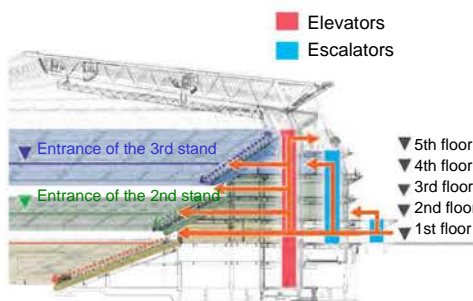 Elevators
Escalators
Entrance of the 3rd stand
Entrance of the 2nd stand
5th floor
4th floor
3rd floor
2nd floor
1st floor